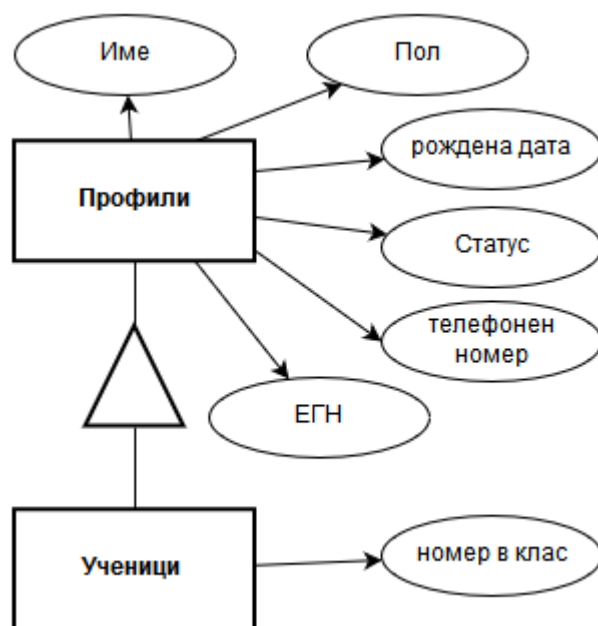 Име
Пол
рождена дата
Профили
Статус
телефонен
номер
ЕГН
Ученици
номер в клас